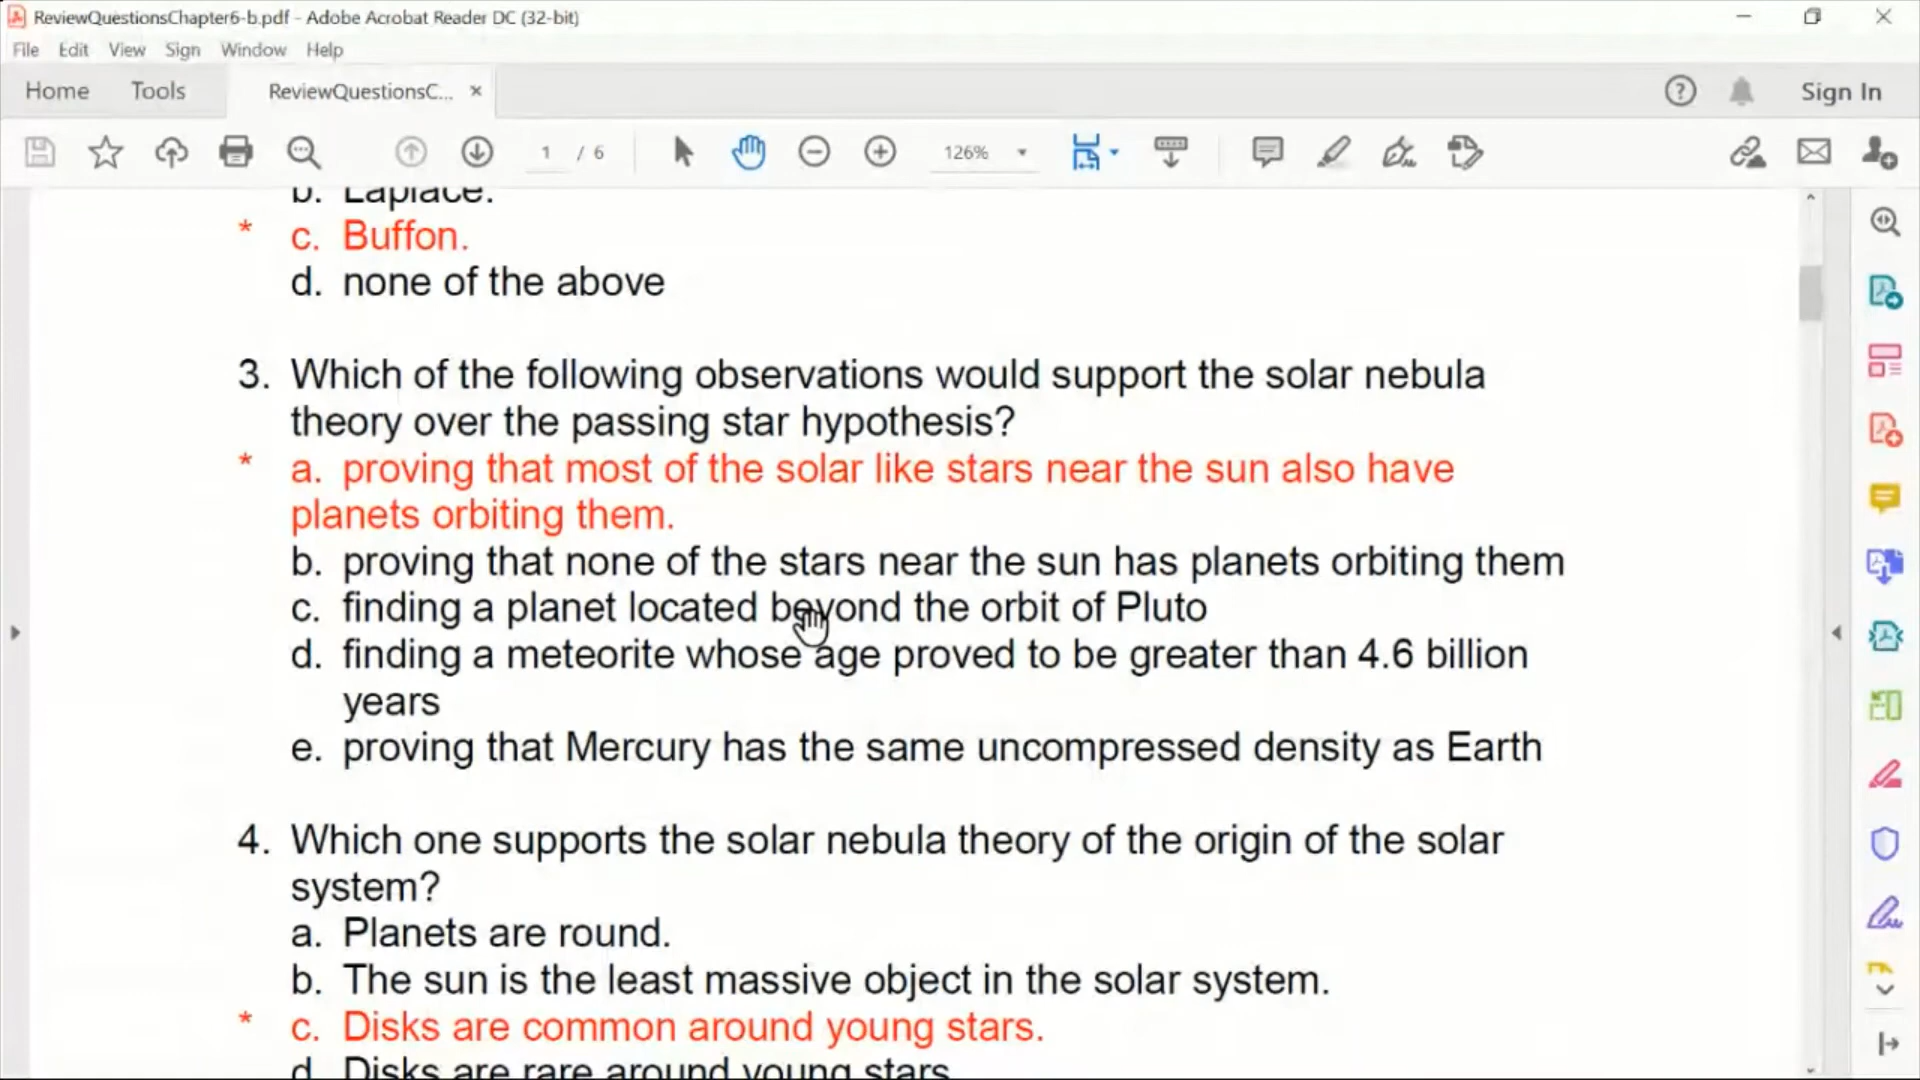 ReviewQuestionsChapter6-b.pdf - Adobe Acrobat Reader DC (32-bit)
File Edit View Sign Window Help
Home Tools ReviewQuestionsC... Sign In
1 / 6 126%
b. Laplace.
* c. Buffon.
d. none of the above
3. Which of the following observations would support the solar nebula
theory over the passing star hypothesis?
* a. proving that most of the solar like stars near the sun also have
planets orbiting them.
b. proving that none of the stars near the sun has planets orbiting them
c. finding a planet located beyond the orbit of Pluto
d. finding a meteorite whose age proved to be greater than 4.6 billion
years
e. proving that Mercury has the same uncompressed density as Earth
4. Which one supports the solar nebula theory of the origin of the solar
system?
a. Planets are round.
b. The sun is the least massive object in the solar system.
* c. Disks are common around young stars.
d. Disks are rare around young stars